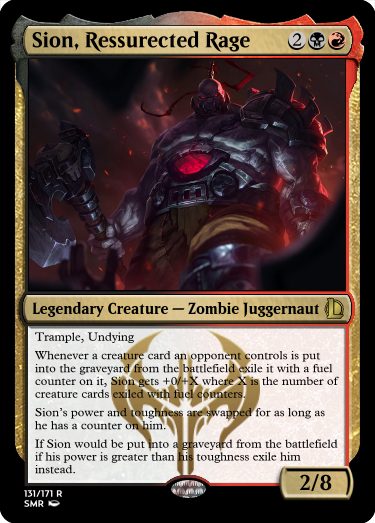 Sion, Ressurected Rage 2
Legendary Creature — Zombie Juggernaut
Trample, Undying
Whenever a creature card an opponent controls is put
into the graveyard from the battlefield exile it with a fuel
counter on it, Sion gets +0/+X where X is the number of
creature cards exiled with fuel counters.
Sion's power and toughness are swapped for as long as
he has a counter on him.
If Sion would be put into a graveyard from the battlefield
if his power is greater than his toughness exile him
instead.
2/8
131/171 R
SMR